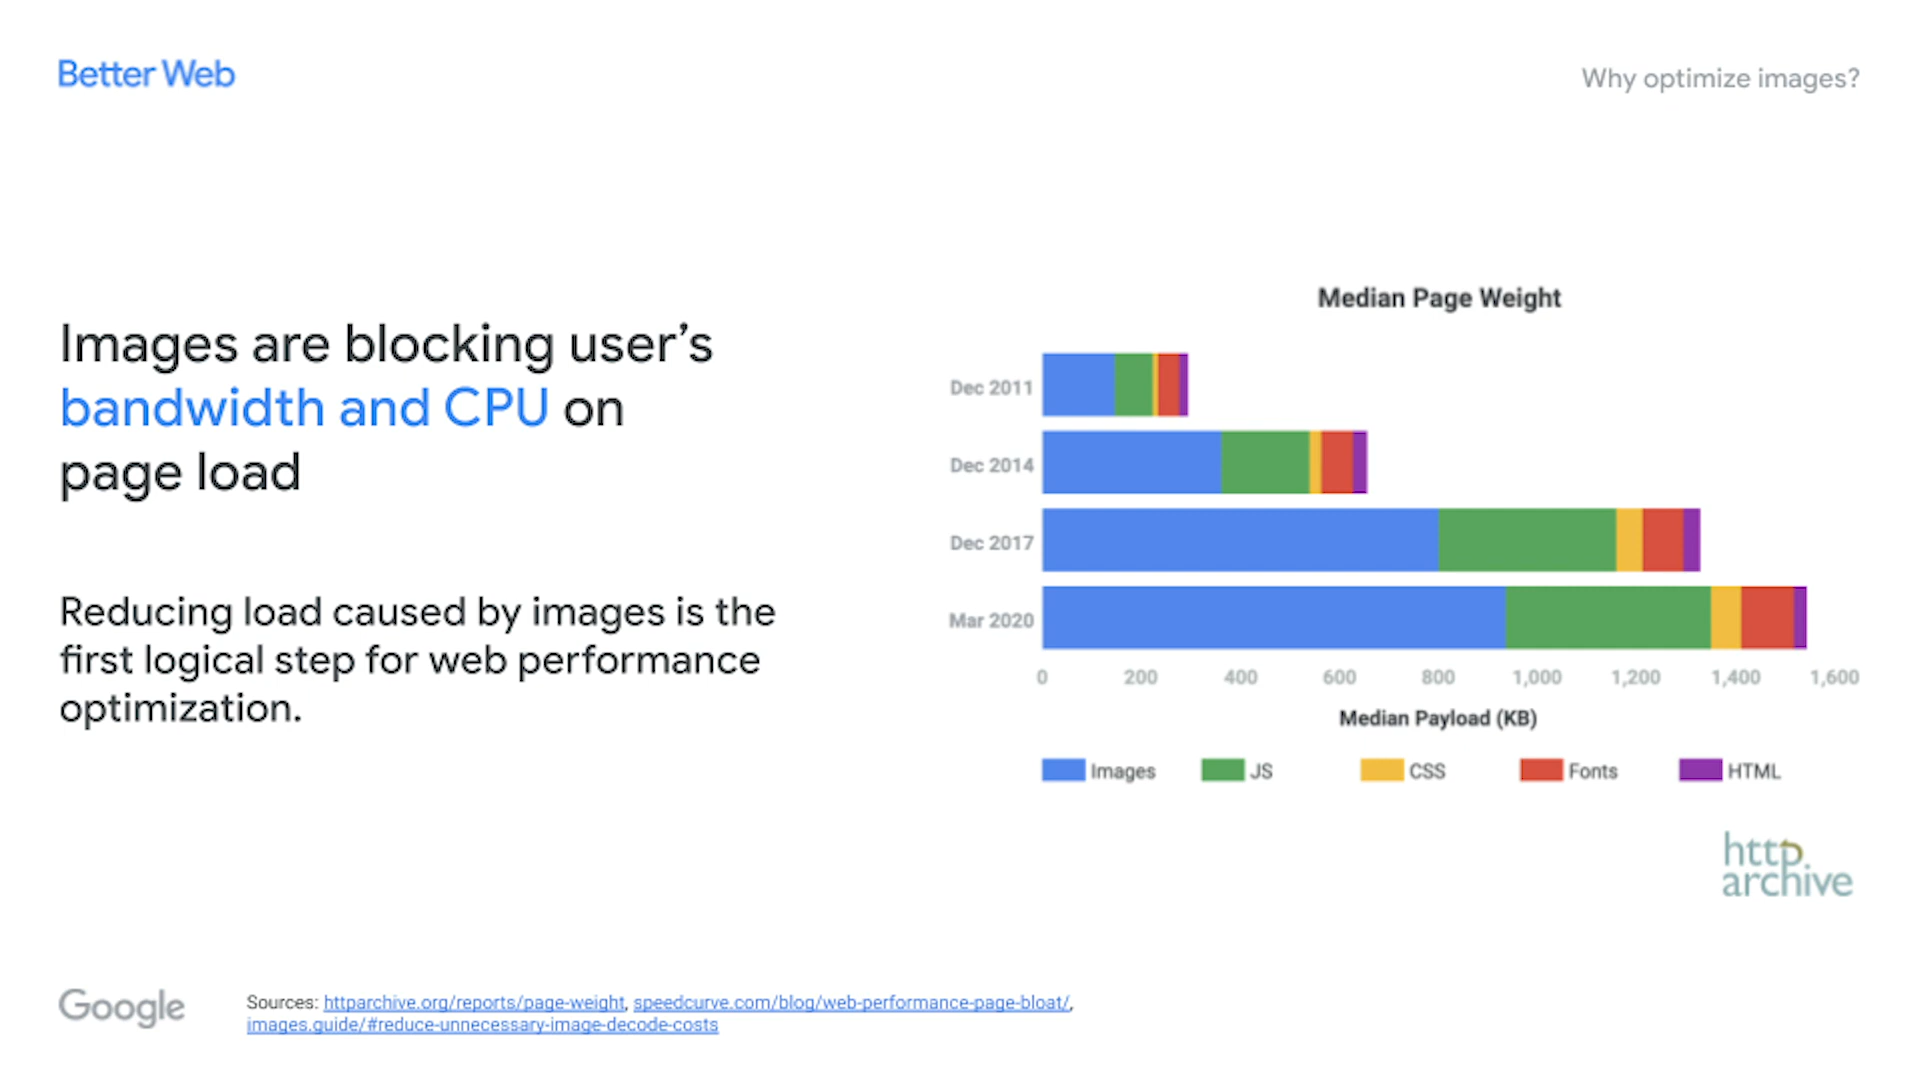 Better Web
Why optimize images?
Images are blocking user’s
bandwidth and CPU on
page load
Reducing load caused by images is the
first logical step for web performance
optimization.
Median Page Weight
Dec 2011
Dec 2014
Dec 2017
Mar 2020
0 200 400 600 800 1,000 1,200 1,400 1,600
Median Payload (KB)
Images JS CSS Fonts HTML
http
archive
Google
Sources: httparchive.org/reports/page-weight, speedcurve.com/blog/web-performance-page-bloat/,
images.guide/#reduce-unnecessary-image-decode-costs